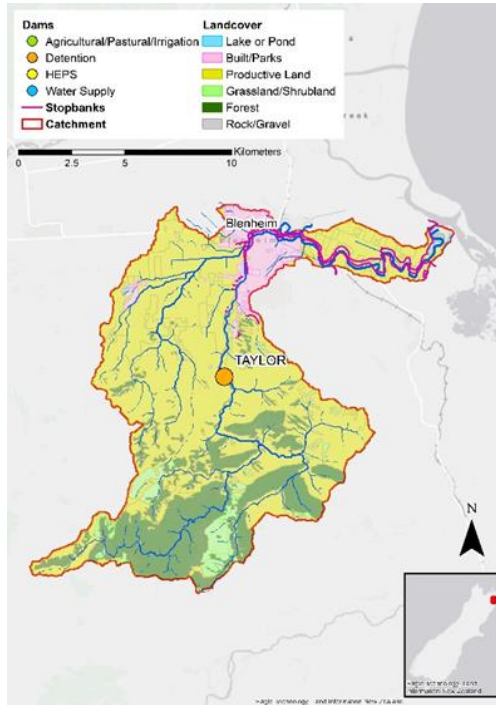 Dams
Agricultural/Pastural/Irrigation
Detention
HEPS
Water Supply
Stopbanks
Catchment
Landcover
Lake or Pond
Built/Parks
Productive Land
Grassland/Shrubland
Forest
Rock/Gravel
Kilometers
0 2.5 5 10
Blenheim
TAYLOR
N